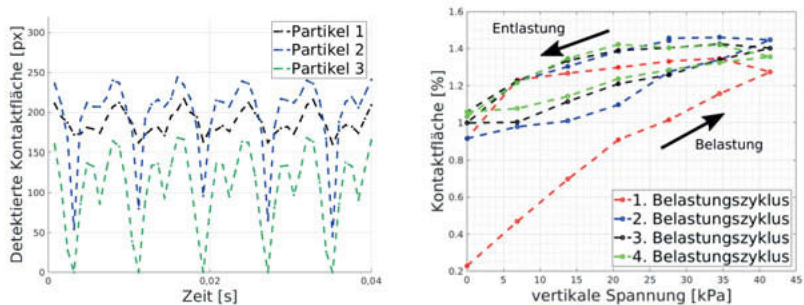 Detektierte Kontaktfläche [px]
300
250
200
150
100
50
0
Partikel 1
Partikel 2
Partikel 3
0
0,02
0,04
Zeit [s]
Kontaktfläche [%]
1.6
1.4
1.2
1.0
0.8
0.6
0.4
0.2
Entlastung
Belastung
1. Belastungszyklus
2. Belastungszyklus
3. Belastungszyklus
4. Belastungszyklus
0
5
10
15
20
25
30
35
40
45
vertikale Spannung [kPa]